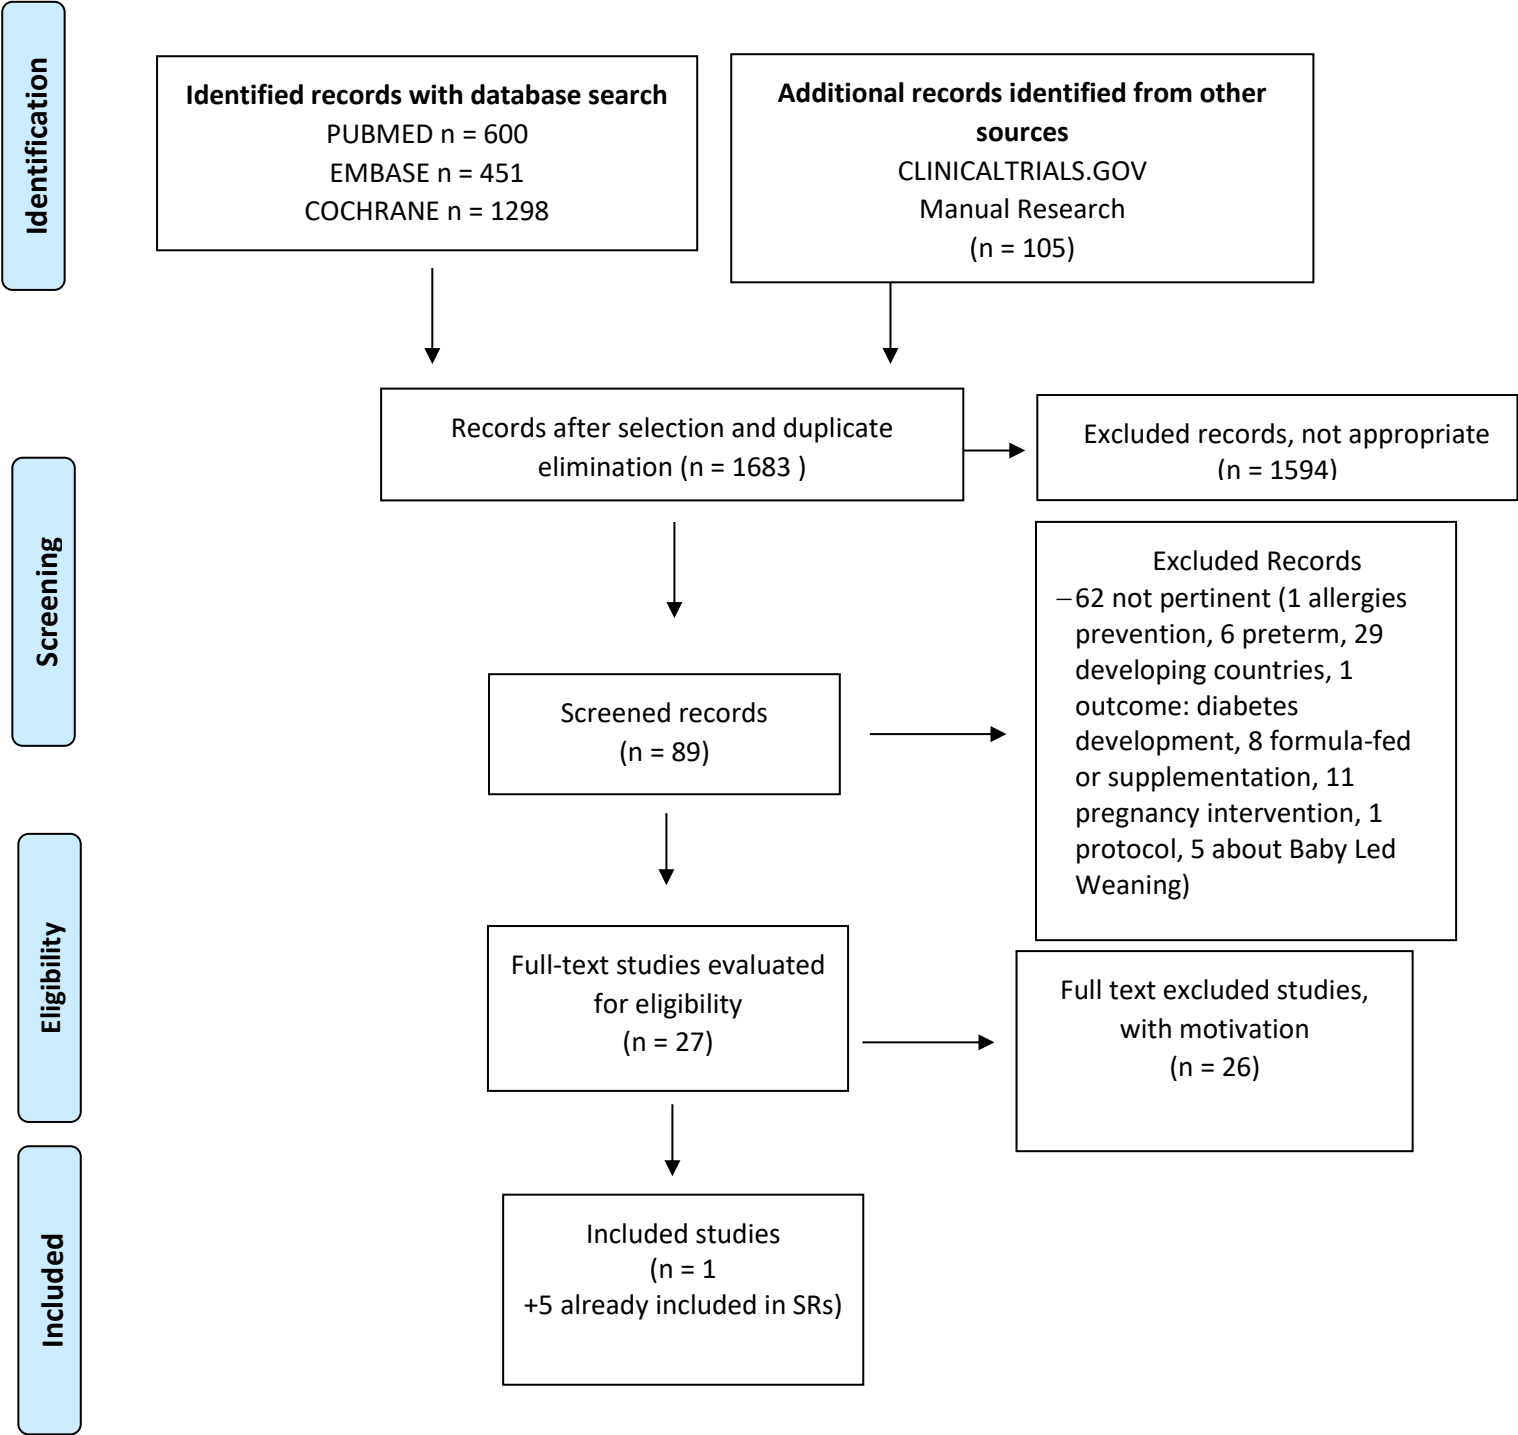 Identification
Identified records with database search
PUBMED n = 600
EMBASE n = 451
COCHRANE n = 1298
Additional records identified from other
sources
CLINICALTRIALS.GOV
Manual Research
(n = 105)
Screening
Records after selection and duplicate
elimination (n = 1683 )
Excluded records, not appropriate
(n = 1594)
Screened records
(n = 89)
Excluded Records
–62 not pertinent (1 allergies
prevention, 6 preterm, 29
developing countries, 1
outcome: diabetes
development, 8 formula-fed
or supplementation, 11
pregnancy intervention, 1
protocol, 5 about Baby Led
Weaning)
Eligibility
Full-text studies evaluated
for eligibility
(n = 27)
Full text excluded studies,
with motivation
(n = 26)
Included
Included studies
(n = 1
+5 already included in SRs)